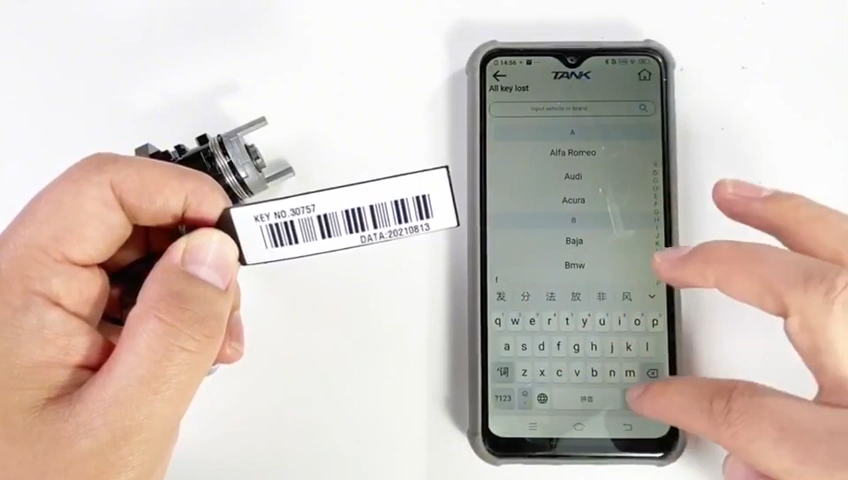 KEY NO.30757
DATA:20210813
14:56
TANK
All key lost
Input vehicle or brand
A
Alfa Romeo
Audi
Acura
B
Baja
Bmw
f
发 分 法 放 非 风
q w e r t y u i o p
a s d f g h j k l
'词 z x c v b n m
?123 拼音